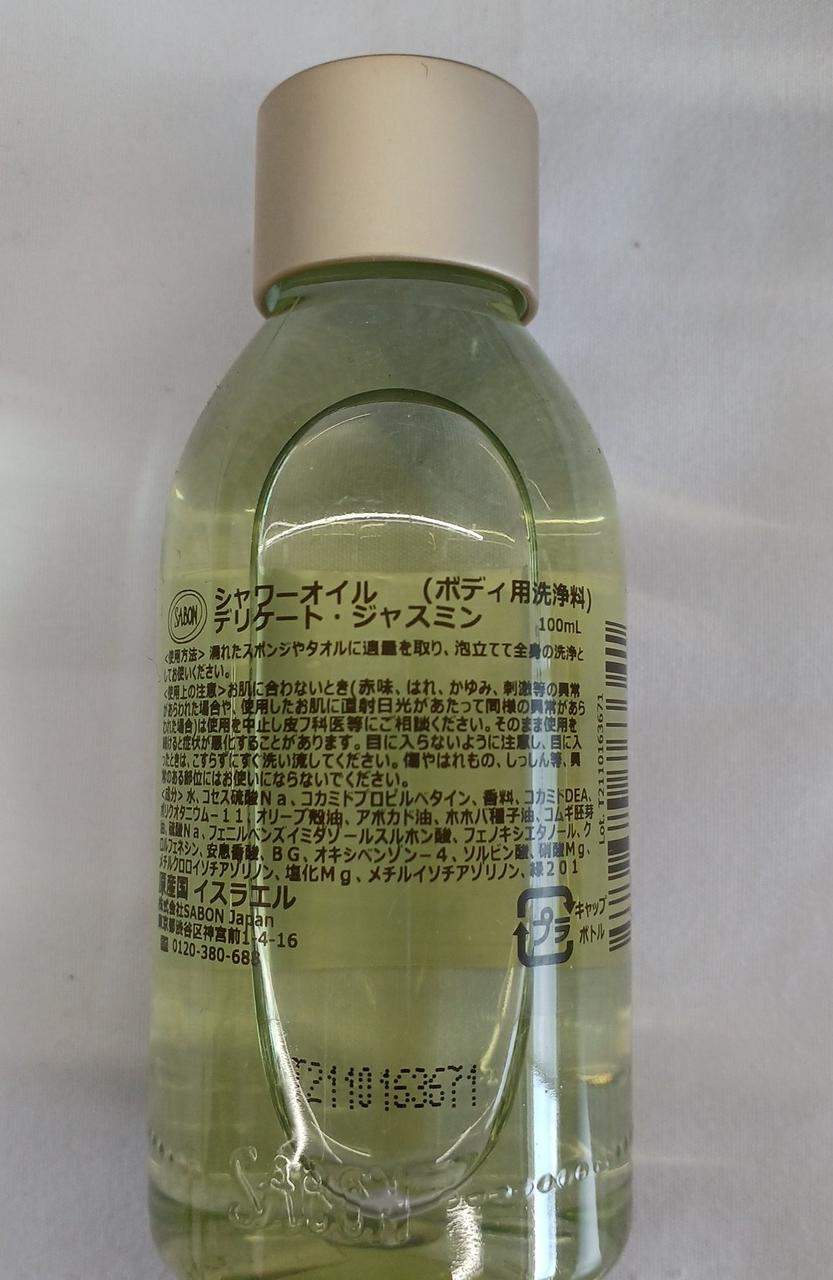 SABON
シャワーオイル (ボディ用洗浄料)
デリケート・ジャスミン 100mL
<使用方法> 濡れたスポンジやタオルに適量を取り、泡立てて全身の洗浄と
してお使いください。
<使用上の注意>お肌に合わないとき(赤味、はれ、かゆみ、刺激等の異常
があらわれた場合や、使用したお肌に直射日光があたって同様の異常があら
われた場合)は使用を中止し皮フ科医等にご相談ください。そのまま使用を
続けると症状が悪化することがあります。目に入らないように注意し、目に入
ったときは、こすらずにすぐ洗い流してください。傷やはれもの、しっしん等、異
常のある部位にはお使いにならないでください。
<成分> 水、コセス硫酸Na、コカミドプロピルベタイン、香料、コカミドDEA、
ポリクオタニウム-11、オリーブ殻油、アボカド油、ホホバ種子油、コムギ胚芽
油、硫酸Na、フェニルベンズイミダゾールスルホン酸、フェノキシエタノール、ク
ロルフェネシン、安息香酸、BG、オキシベンゾン-4、ソルビン酸、硝酸Mg、
メチルクロロイソチアゾリノン、塩化Mg、メチルイソチアゾリノン、緑201
原産国 イスラエル
株式会社SABON Japan
東京都渋谷区神宮前1-4-16
0120-380-688
プラ
キャップ
ボトル
Lot. T2110163671
T2110163671
Sabon